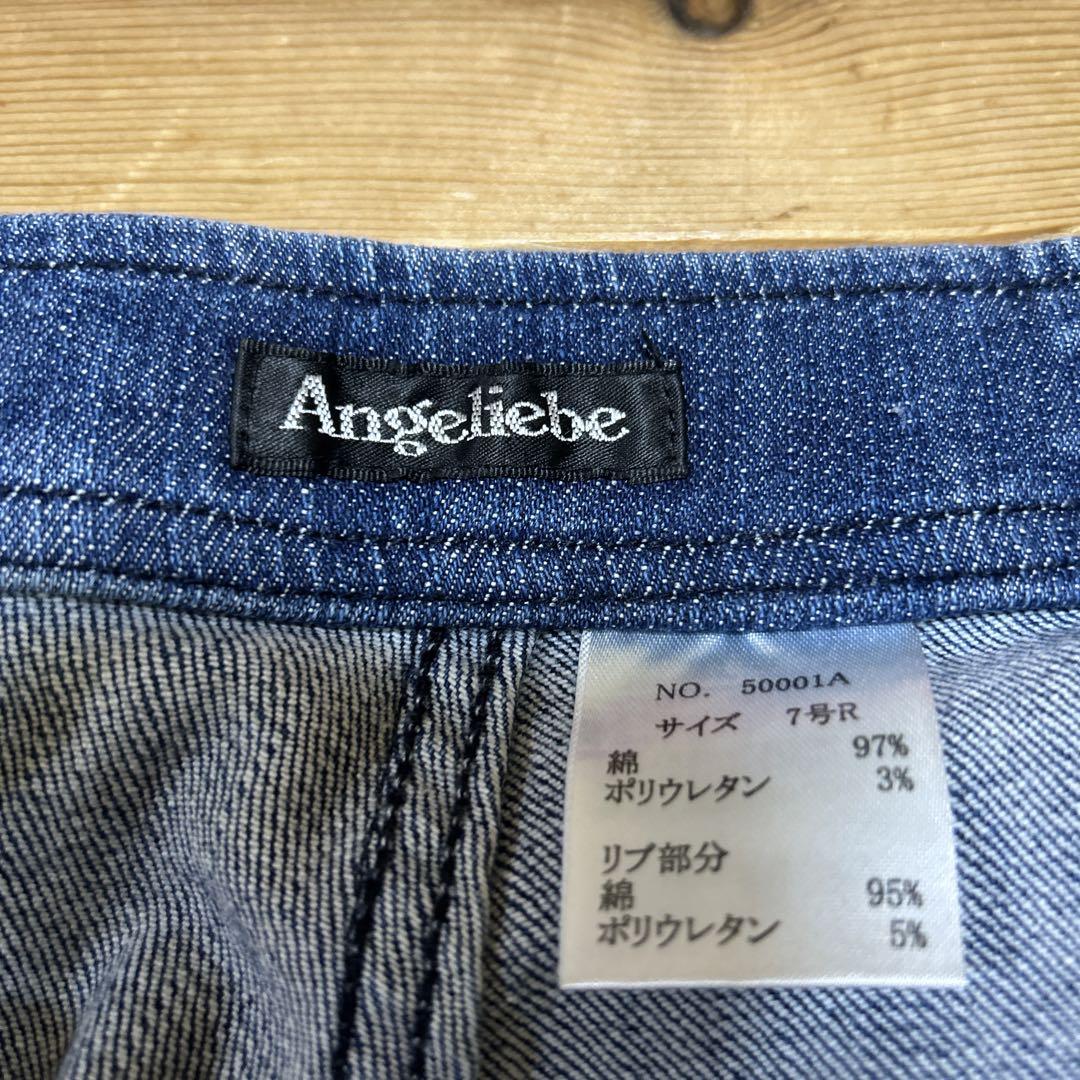 Angeliebe
NO. 50001A
サイズ 7号R
綿 97%
ポリウレタン 3%
リブ部分
綿 95%
ポリウレタン 5%